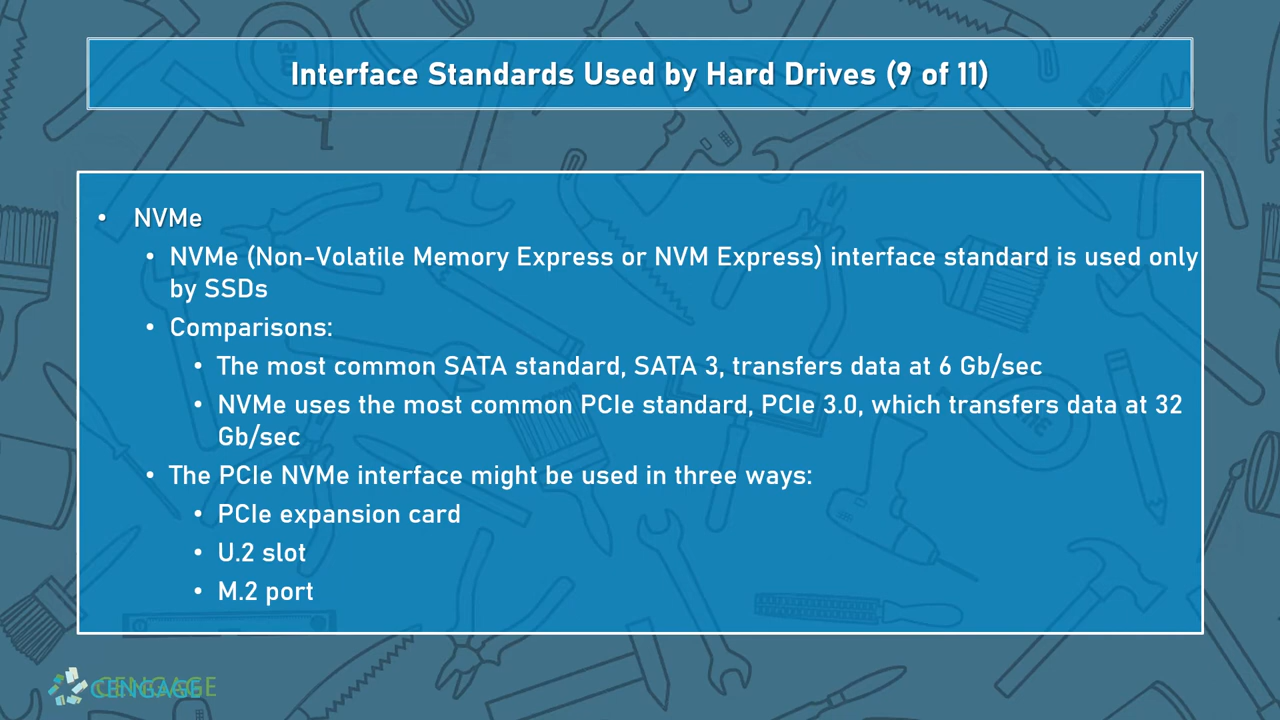 Interface Standards Used by Hard Drives (9 of 11)
• NVMe
• NVMe (Non-Volatile Memory Express or NVM Express) interface standard is used only
by SSDs
• Comparisons:
• The most common SATA standard, SATA 3, transfers data at 6 Gb/sec
• NVMe uses the most common PCIe standard, PCIe 3.0, which transfers data at 32
Gb/sec
• The PCIe NVMe interface might be used in three ways:
• PCIe expansion card
• U.2 slot
• M.2 port
CENGAGE